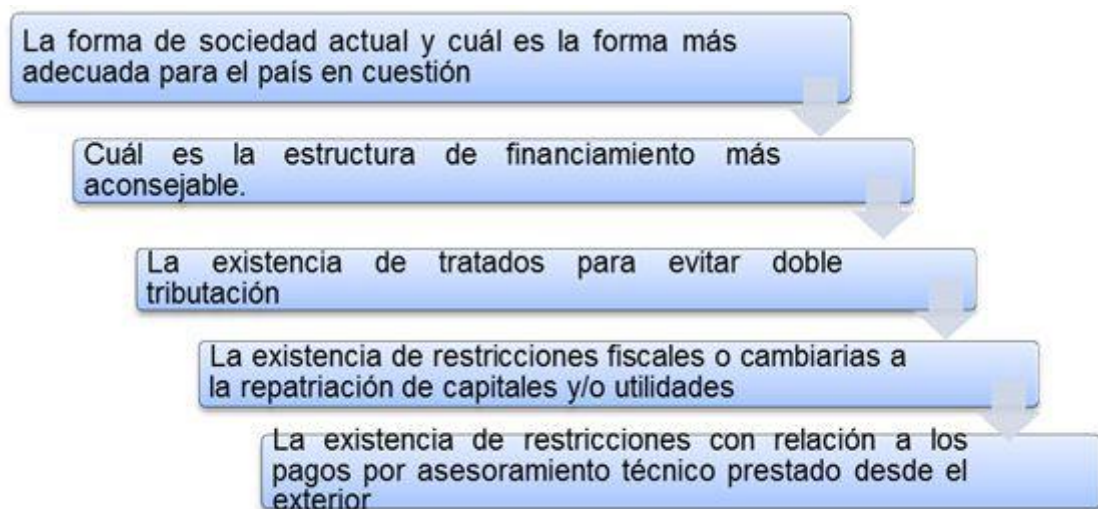 La forma de sociedad actual y cuál es la forma más
adecuada para el país en cuestión
Cuál es la estructura de financiamiento más
aconsejable.
La existencia de tratados para evitar doble
tributación
La existencia de restricciones fiscales o cambiarias a
la repatriación de capitales y/o utilidades
La existencia de restricciones con relación a los
pagos por asesoramiento técnico prestado desde el
exterior